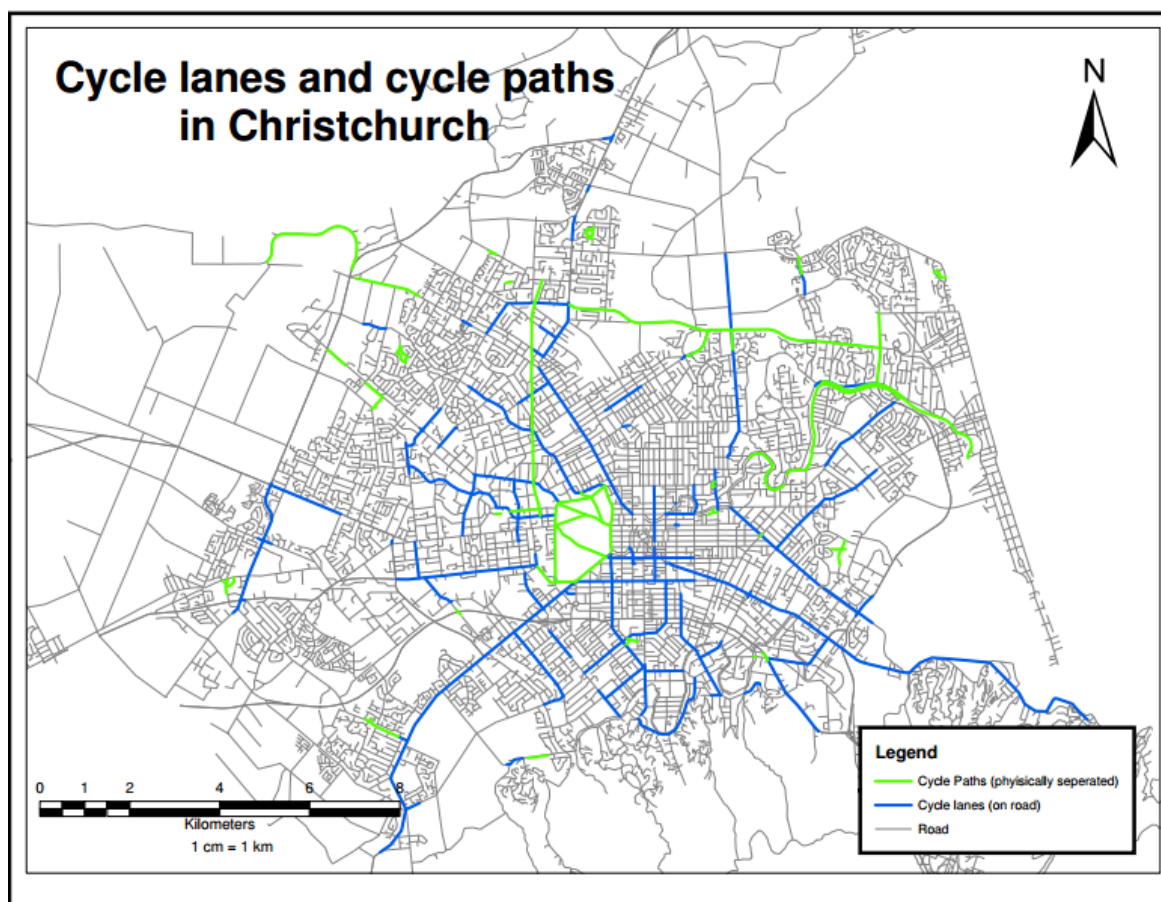 Cycle lanes and cycle paths
in Christchurch
N
0 1 2 4 6 8
Kilometers
1 cm = 1 km
Legend
Cycle Paths (phyisically seperated)
Cycle lanes (on road)
Road